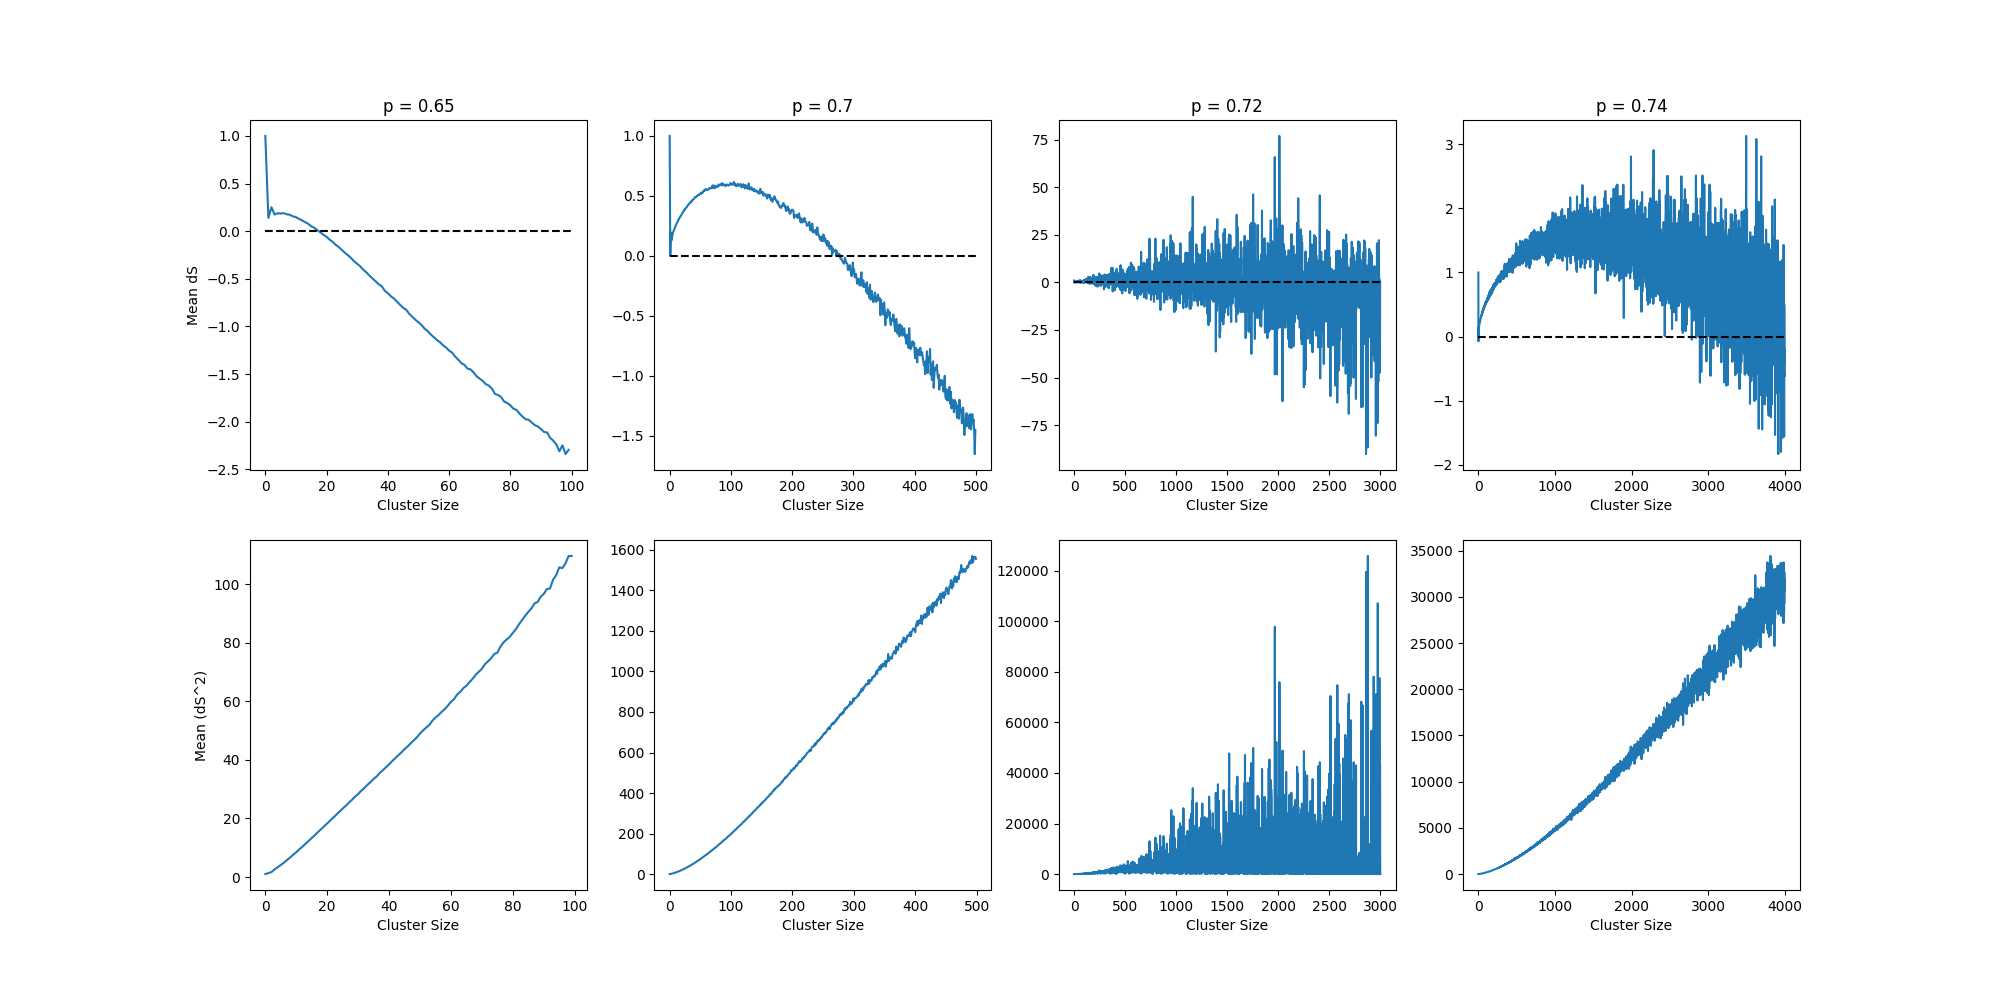 p = 0.65
p = 0.7
p = 0.72
p = 0.74
Mean dS
1.0
0.5
0.0
−0.5
−1.0
−1.5
−2.0
−2.5
0 20 40 60 80 100
Cluster Size
1.0
0.5
0.0
−0.5
−1.0
−1.5
0 100 200 300 400 500
Cluster Size
75
50
25
0
−25
−50
−75
0 500 1000 1500 2000 2500 3000
Cluster Size
3
2
1
0
−1
−2
0 1000 2000 3000 4000
Cluster Size
Mean (dS^2)
100
80
60
40
20
0
0 20 40 60 80 100
Cluster Size
1600
1400
1200
1000
800
600
400
200
0
0 100 200 300 400 500
Cluster Size
120000
100000
80000
60000
40000
20000
0
0 500 1000 1500 2000 2500 3000
Cluster Size
35000
30000
25000
20000
15000
10000
5000
0
0 1000 2000 3000 4000
Cluster Size